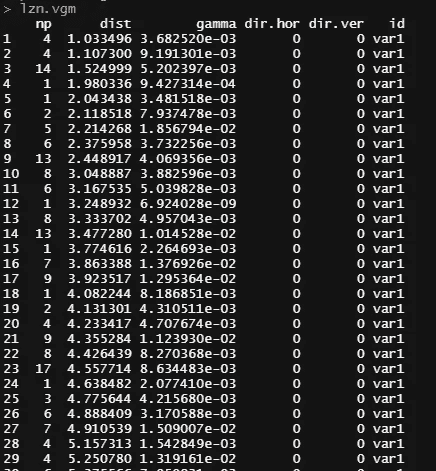 > lzn.vgm
np dist gamma dir.hor dir.ver id
1 4 1.033496 3.682520e-03 0 0 var1
2 4 1.107300 9.191301e-03 0 0 var1
3 14 1.524999 5.202397e-03 0 0 var1
4 1 1.980336 9.427314e-04 0 0 var1
5 1 2.043438 3.481518e-03 0 0 var1
6 2 2.118518 7.937478e-03 0 0 var1
7 5 2.214268 1.856794e-02 0 0 var1
8 6 2.375958 3.732256e-03 0 0 var1
9 13 2.448917 4.069356e-03 0 0 var1
10 8 3.048887 3.882596e-03 0 0 var1
11 6 3.167535 5.039828e-03 0 0 var1
12 1 3.248932 6.924028e-09 0 0 var1
13 8 3.333702 4.957043e-03 0 0 var1
14 13 3.477280 1.014528e-02 0 0 var1
15 1 3.774616 2.264693e-03 0 0 var1
16 7 3.863388 1.376926e-02 0 0 var1
17 9 3.923517 1.295364e-02 0 0 var1
18 1 4.082244 8.186851e-03 0 0 var1
19 2 4.131301 4.310511e-03 0 0 var1
20 4 4.233417 4.707674e-03 0 0 var1
21 9 4.355284 1.123930e-02 0 0 var1
22 8 4.426439 8.270368e-03 0 0 var1
23 17 4.557714 8.634483e-03 0 0 var1
24 1 4.638482 2.077410e-03 0 0 var1
25 3 4.775644 4.215680e-03 0 0 var1
26 6 4.888409 3.170588e-03 0 0 var1
27 7 4.910539 1.509007e-02 0 0 var1
28 4 5.157313 1.542849e-03 0 0 var1
29 4 5.250780 1.319161e-02 0 0 var1